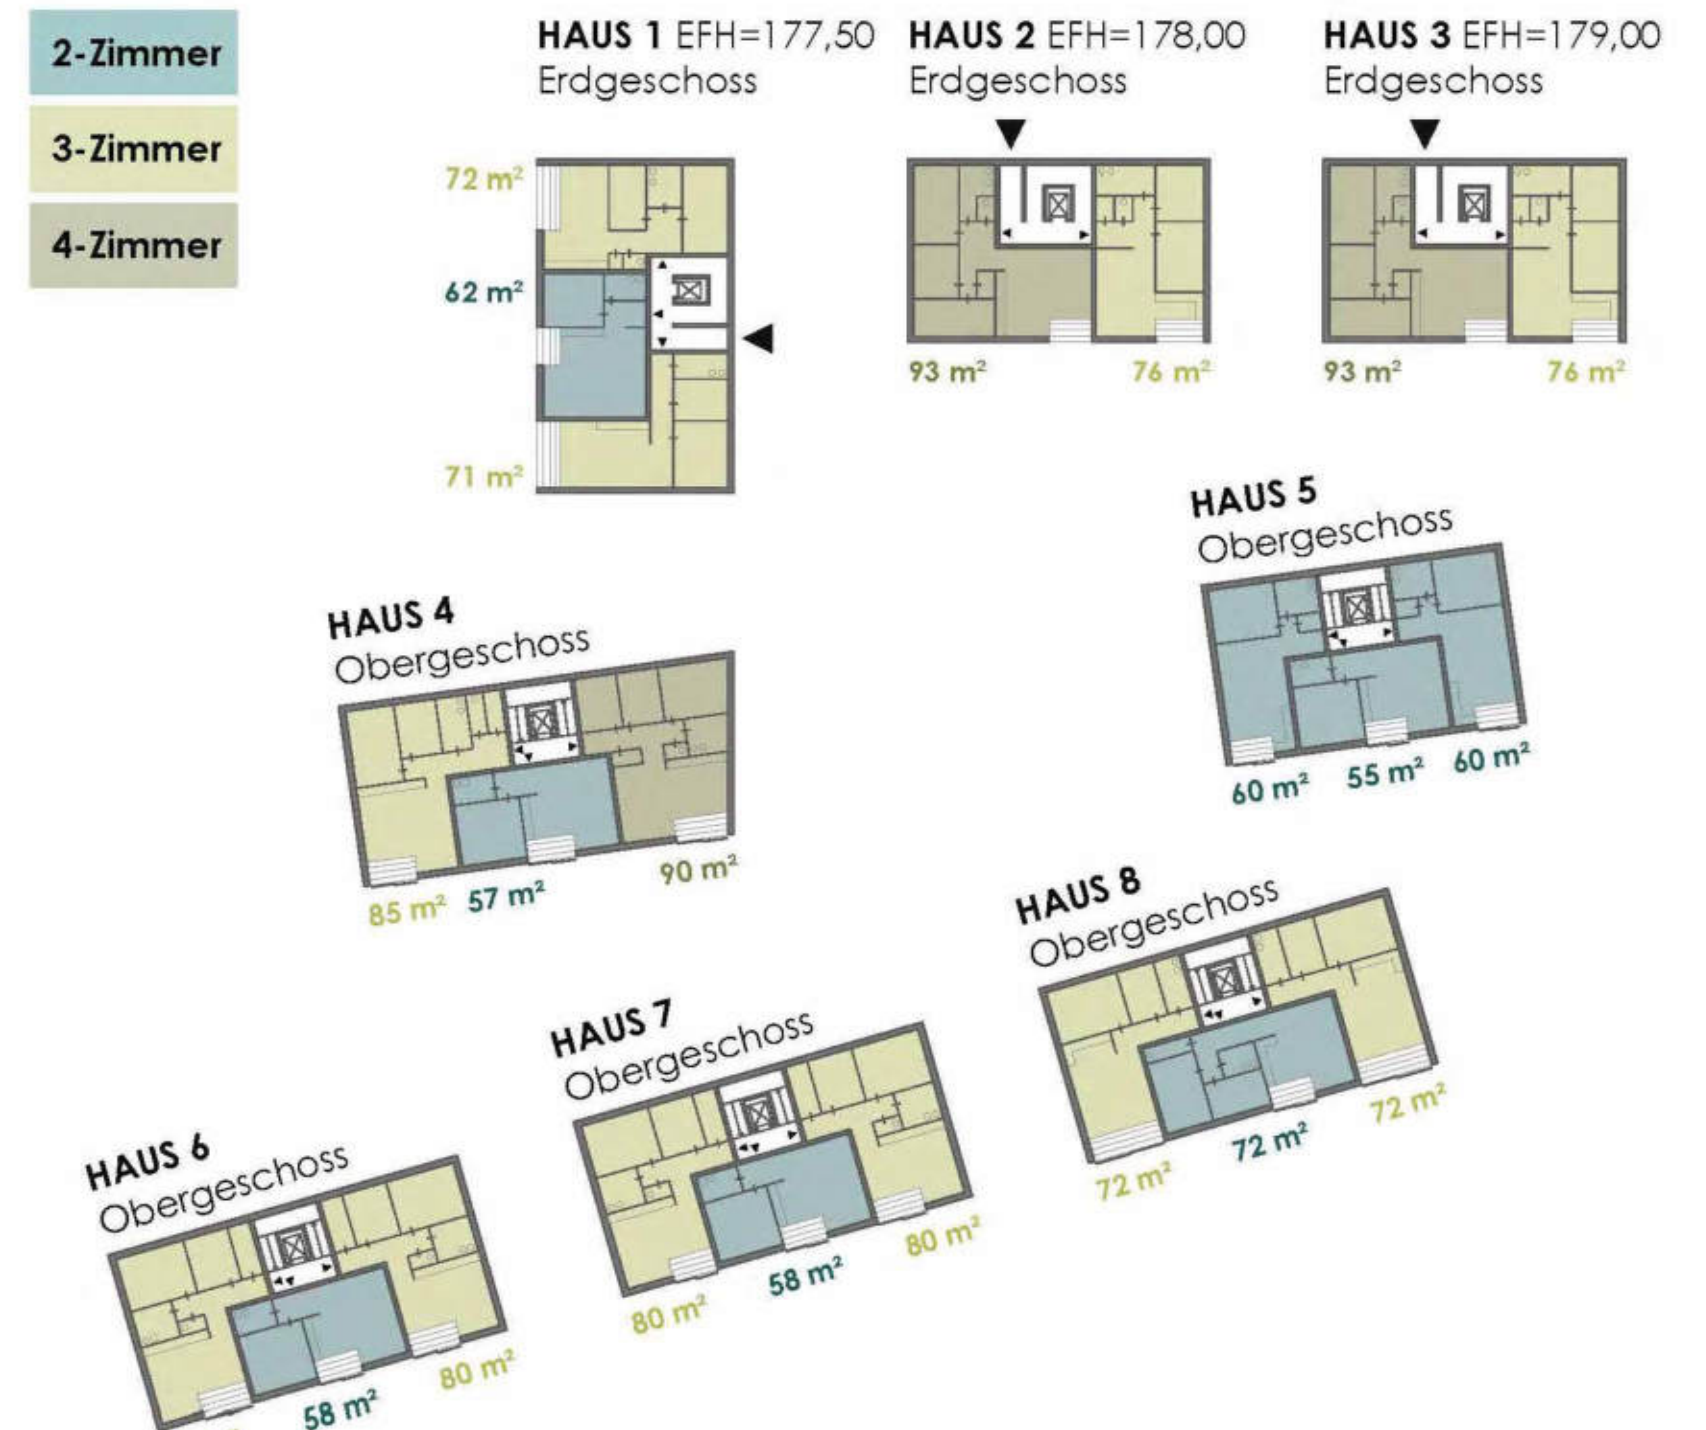 2-Zimmer
3-Zimmer
4-Zimmer
HAUS 1 EFH=177,50
Erdgeschoss
72 m²
62 m²
71 m²
HAUS 2 EFH=178,00
Erdgeschoss
93 m²
76 m²
HAUS 3 EFH=179,00
Erdgeschoss
93 m²
76 m²
HAUS 4
Obergeschoss
85 m²
57 m²
90 m²
HAUS 5
Obergeschoss
60 m²
55 m²
60 m²
HAUS 6
Obergeschoss
58 m²
80 m²
HAUS 7
Obergeschoss
80 m²
58 m²
80 m²
HAUS 8
Obergeschoss
72 m²
72 m²
72 m²